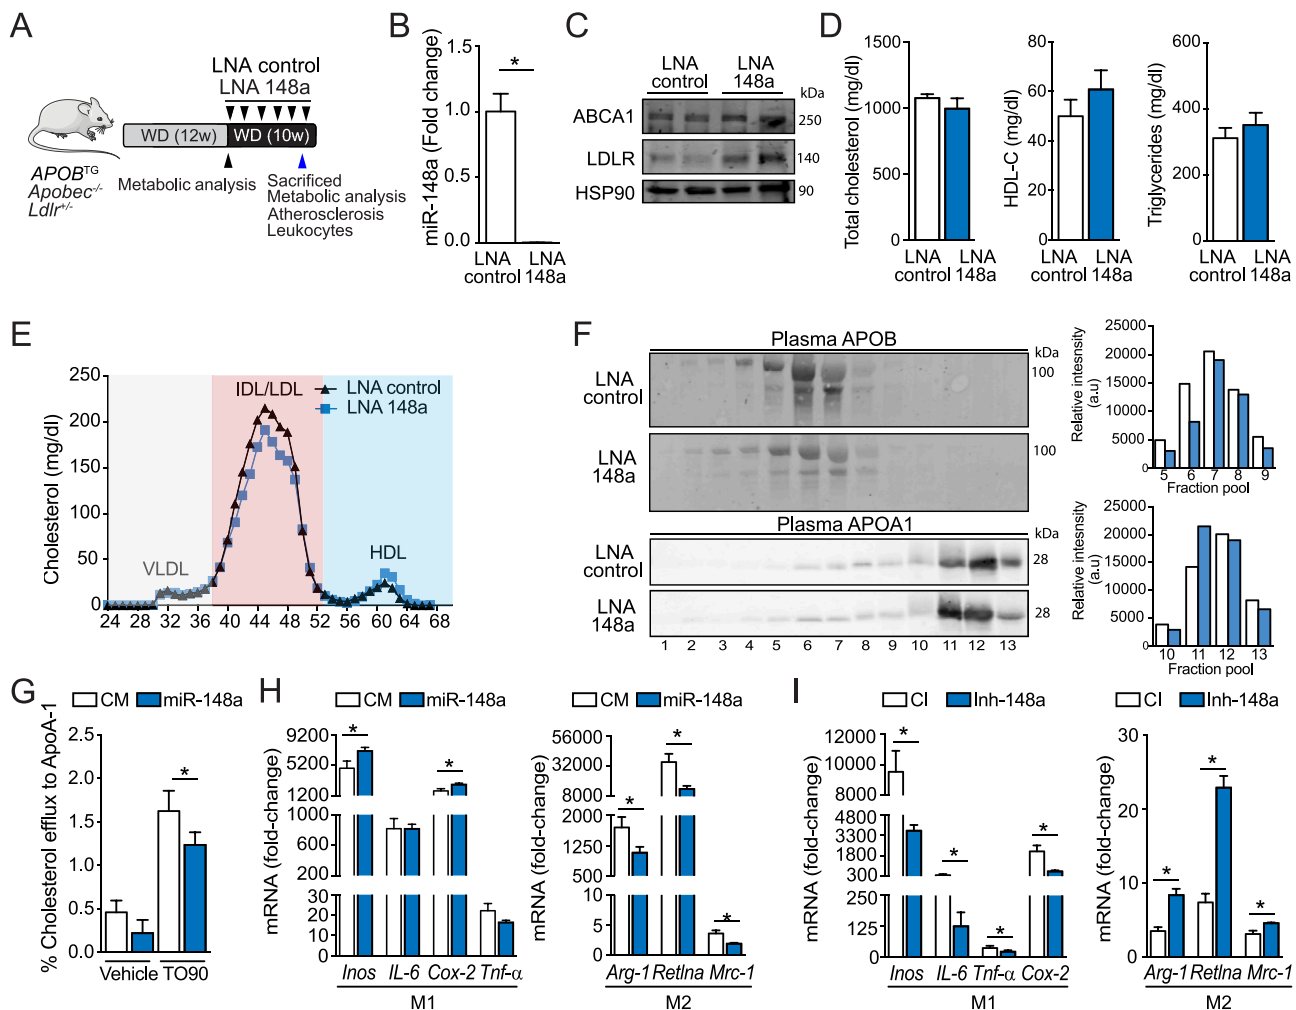 A
LNA control
LNA 148a
WD (12w)
WD (10w)
APOBTG
Apobec-/-
Ldlr+/-
Metabolic analysis
Sacrificed
Metabolic analysis
Atherosclerosis
Leukocytes
B
miR-148a (Fold change)
1.5
1.0
0.5
0.0
*
LNA control
LNA 148a
C
LNA control
LNA 148a
kDa
ABCA1
250
LDLR
140
HSP90
90
D
Total cholesterol (mg/dl)
1500
1000
500
0
LNA control
LNA 148a
HDL-C (mg/dl)
80
60
40
20
0
LNA control
LNA 148a
Triglycerides (mg/dl)
600
400
200
0
LNA control
LNA 148a
E
Cholesterol (mg/dl)
250
200
150
100
50
0
IDL/LDL
LNA control
LNA 148a
VLDL
HDL
24 28 32 36 40 44 48 52 56 60 64 68
F
Plasma APOB
kDa
LNA control
100
LNA 148a
100
Plasma APOA1
kDa
LNA control
28
LNA 148a
28
1 2 3 4 5 6 7 8 9 10 11 12 13
Relative intesnsity (a.u)
25000
20000
15000
10000
5000
0
5 6 7 8 9
Fraction pool
Relative intesnsity (a.u)
25000
20000
15000
10000
5000
0
10 11 12 13
Fraction pool
G
CM miR-148a
% Cholesterol efflux to ApoA-1
2.5
2.0
1.5
1.0
0.5
0.0
*
Vehicle TO90
H
CM miR-148a
mRNA (fold-change)
9200
5200
1200
1000
600
200
30
20
10
0
* *
Inos IL-6 Cox-2 Tnf-α
M1
CM miR-148a
mRNA (fold-change)
56000
32000
8000
2000
1250
500
5
0
* * *
Arg-1 Retlna Mrc-1
M2
I
CI Inh-148a
mRNA (fold-change)
12000
10000
8000
6000
4000
4800
3300
1800
300
250
125
0
* * * *
Inos IL-6 Tnf-α Cox-2
M1
CI Inh-148a
mRNA (fold-change)
30
20
10
0
* * *
Arg-1 Retlna Mrc-1
M2